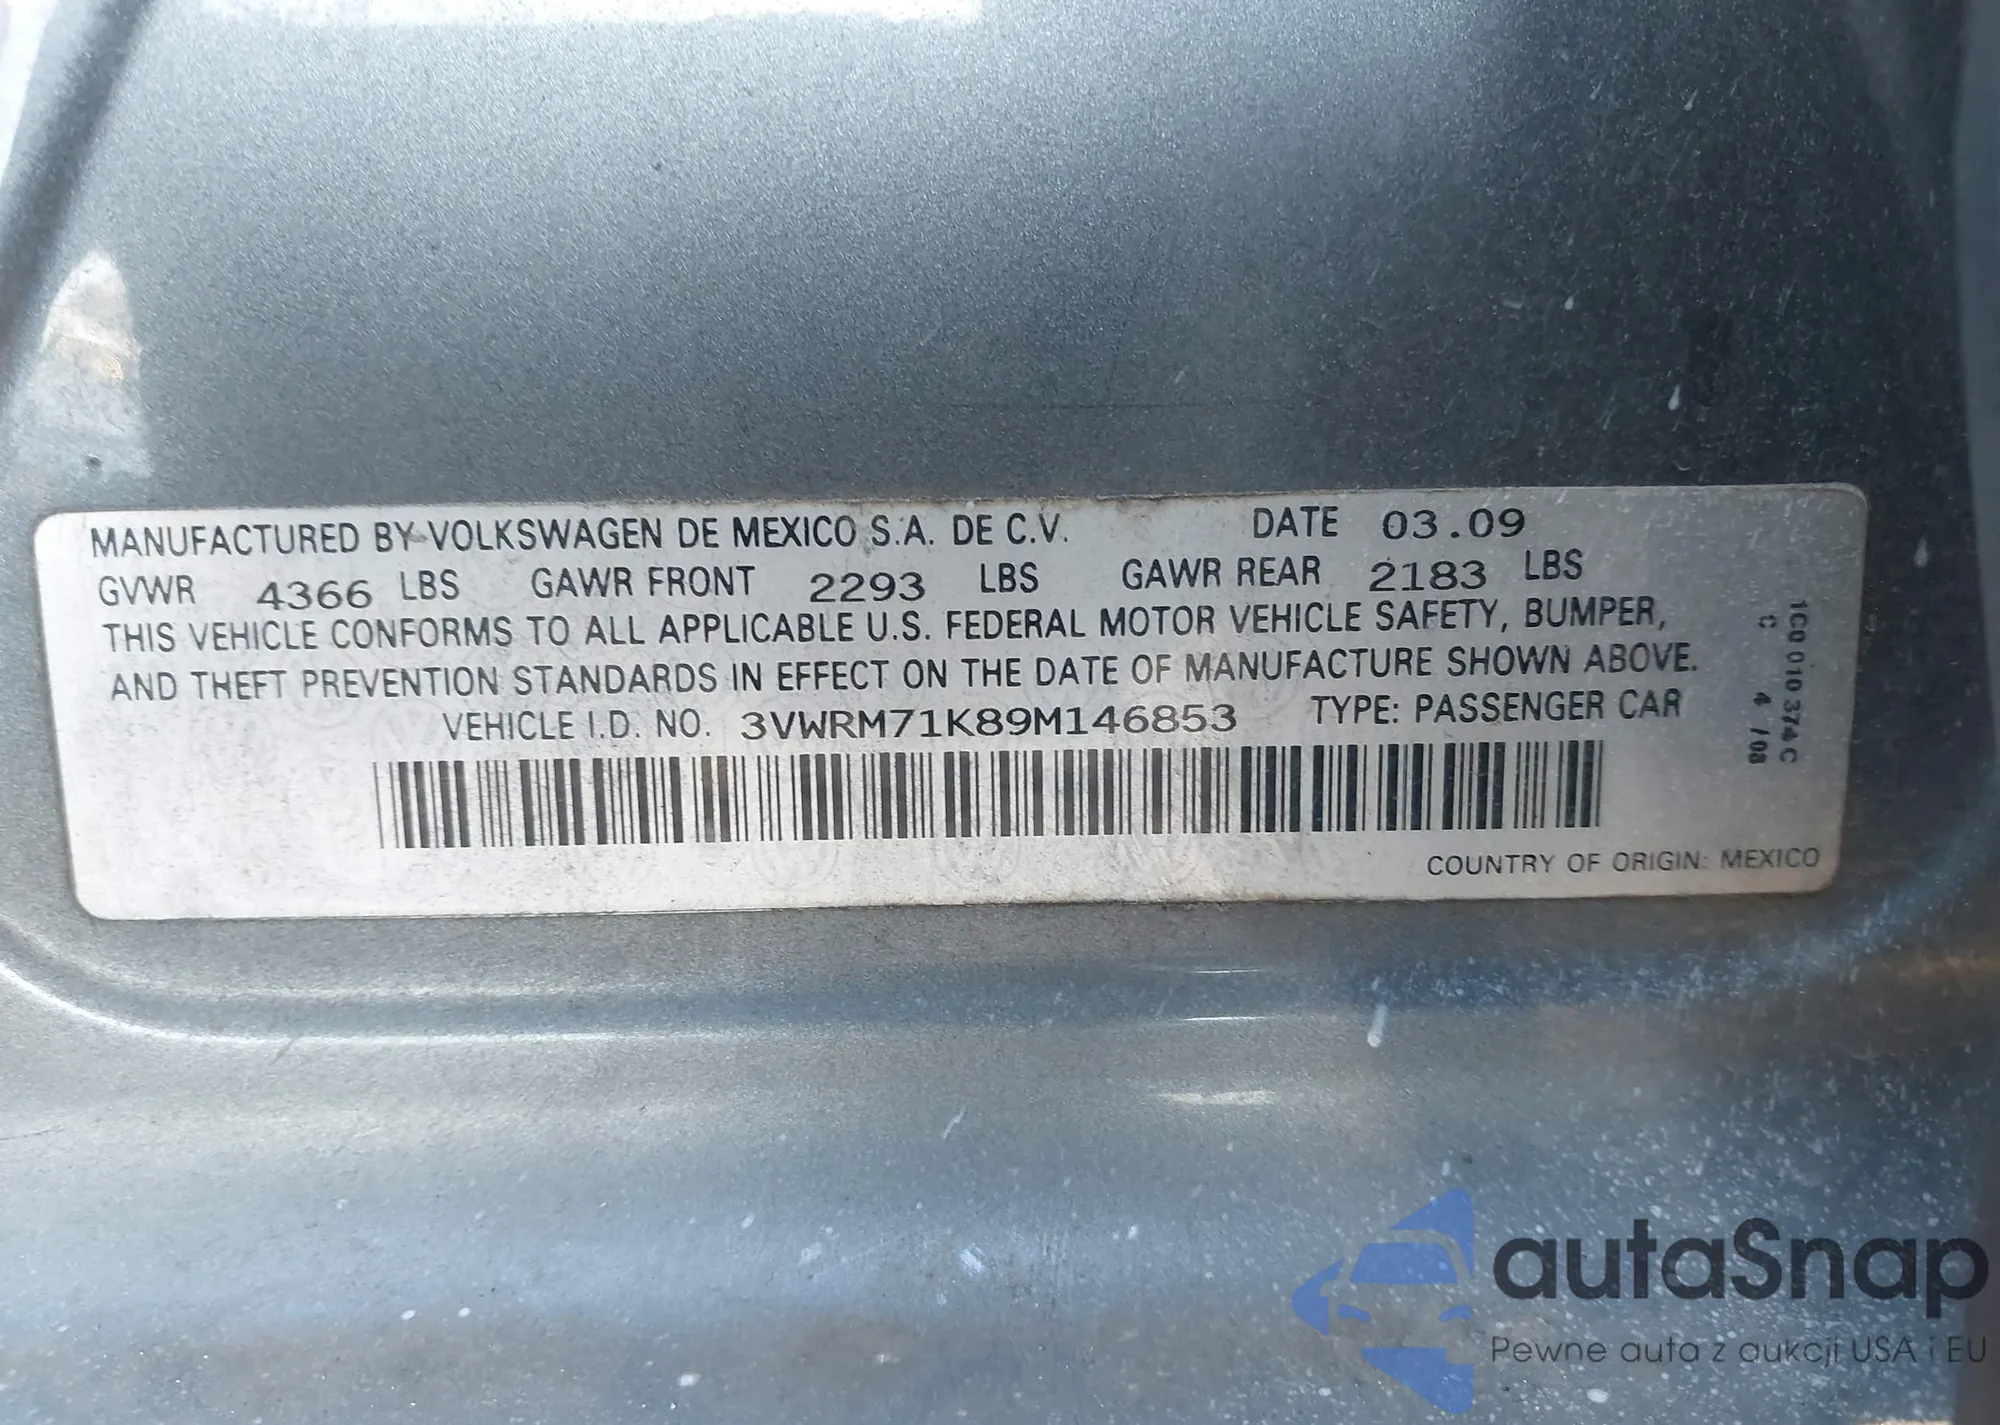 MANUFACTURED BY VOLKSWAGEN DE MEXICO S.A. DE C.V. DATE 03.09
GVWR 4366 LBS GAWR FRONT 2293 LBS GAWR REAR 2183 LBS
THIS VEHICLE CONFORMS TO ALL APPLICABLE U.S. FEDERAL MOTOR VEHICLE SAFETY, BUMPER,
AND THEFT PREVENTION STANDARDS IN EFFECT ON THE DATE OF MANUFACTURE SHOWN ABOVE.
VEHICLE I.D. NO. 3VWRM71K89M146853 TYPE: PASSENGER CAR
COUNTRY OF ORIGIN: MEXICO
1C0 010 374 C
C 4 / 08
autaSnap
Pewne auta z aukcji USA i EU